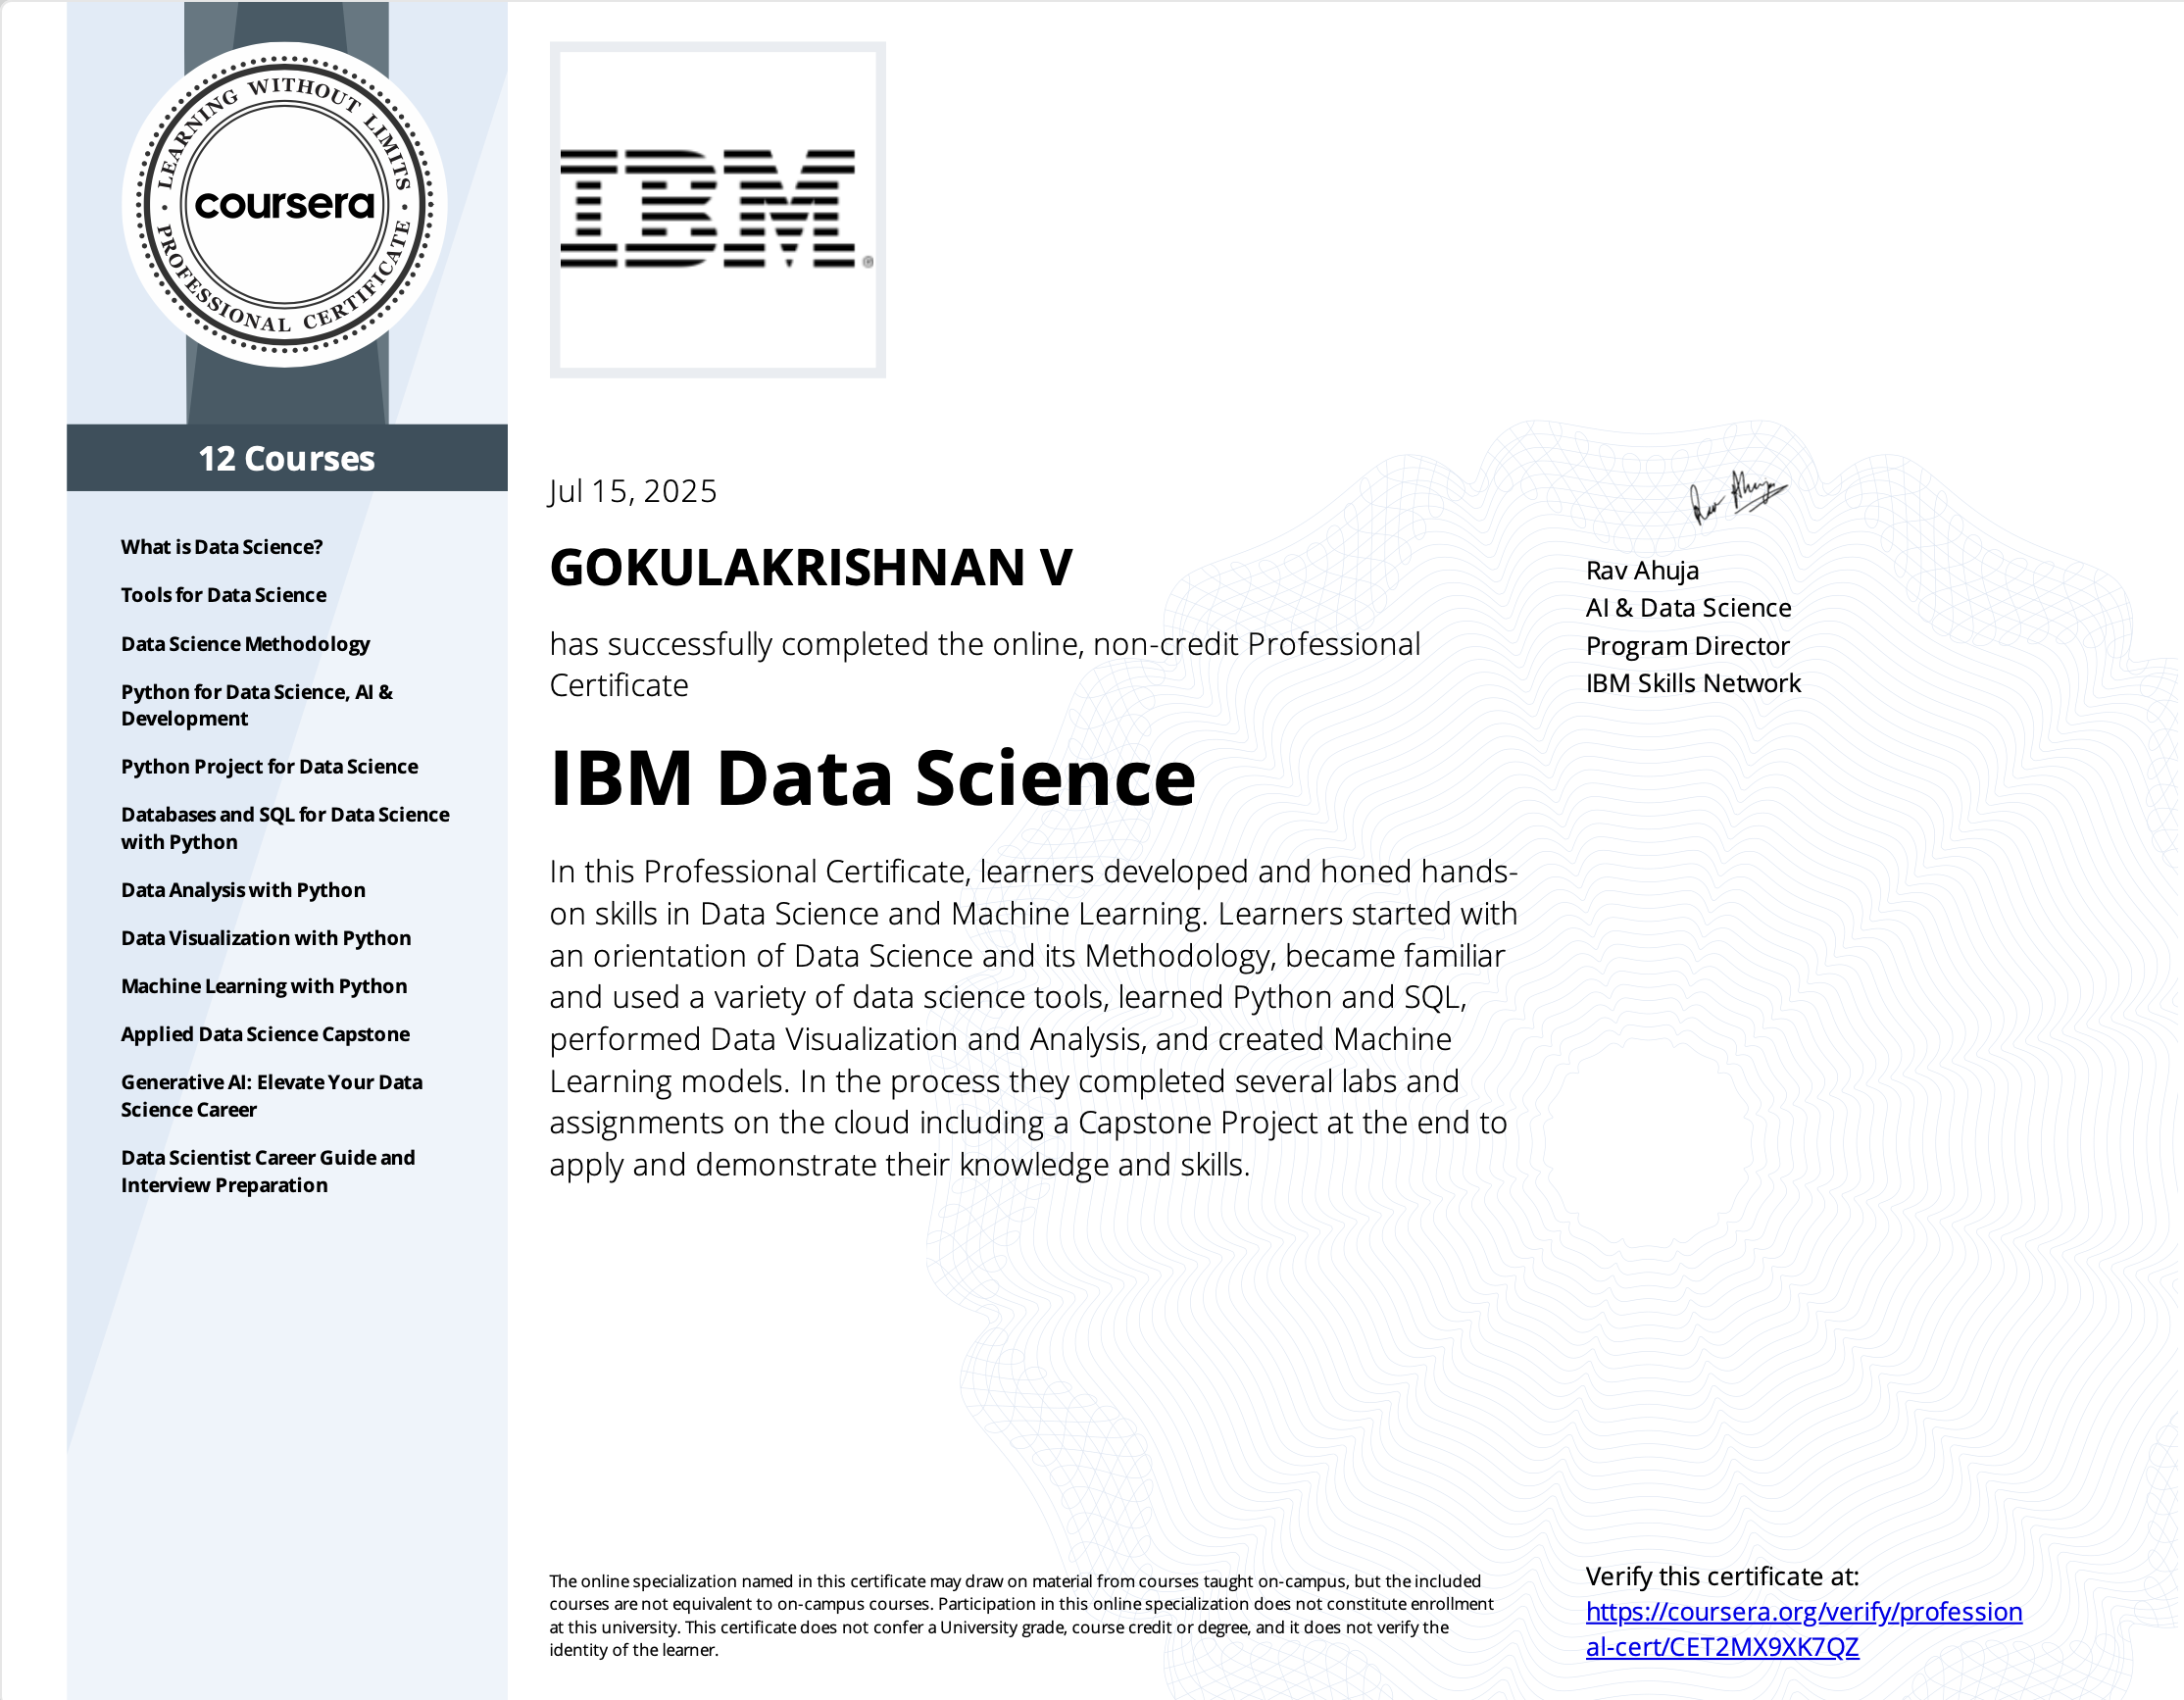 LEARNING WITHOUT LIMITS
coursera
PROFESSIONAL CERTIFICATE
12 Courses
What is Data Science?
Tools for Data Science
Data Science Methodology
Python for Data Science, AI &
Development
Python Project for Data Science
Databases and SQL for Data Science
with Python
Data Analysis with Python
Data Visualization with Python
Machine Learning with Python
Applied Data Science Capstone
Generative AI: Elevate Your Data
Science Career
Data Scientist Career Guide and
Interview Preparation
IBM®
Jul 15, 2025
GOKULAKRISHNAN V
has successfully completed the online, non-credit Professional
Certificate
IBM Data Science
In this Professional Certificate, learners developed and honed hands-
on skills in Data Science and Machine Learning. Learners started with
an orientation of Data Science and its Methodology, became familiar
and used a variety of data science tools, learned Python and SQL,
performed Data Visualization and Analysis, and created Machine
Learning models. In the process they completed several labs and
assignments on the cloud including a Capstone Project at the end to
apply and demonstrate their knowledge and skills.
The online specialization named in this certificate may draw on material from courses taught on-campus, but the included
courses are not equivalent to on-campus courses. Participation in this online specialization does not constitute enrollment
at this university. This certificate does not confer a University grade, course credit or degree, and it does not verify the
identity of the learner.
Rav Ahuja
Rav Ahuja
AI & Data Science
Program Director
IBM Skills Network
Verify this certificate at:
https://coursera.org/verify/profession
al-cert/CET2MX9XK7QZ